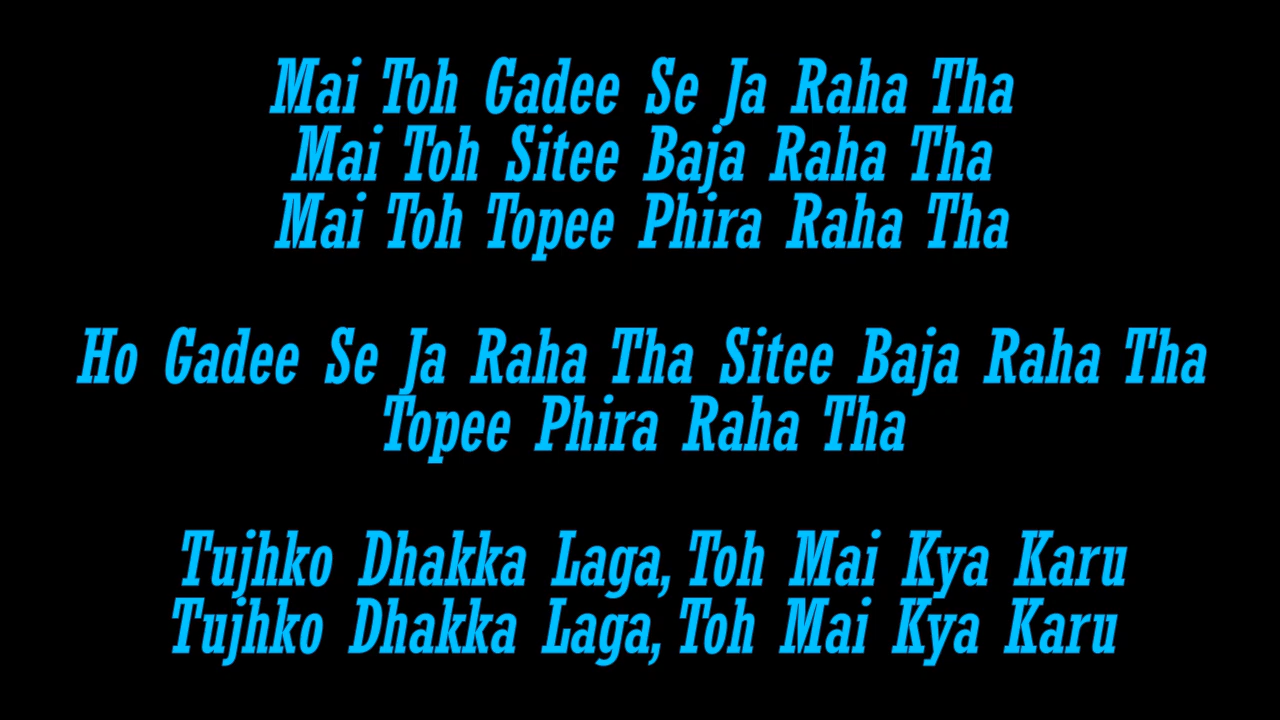 Mai Toh Gadee Se Ja Raha Tha
Mai Toh Sitee Baja Raha Tha
Mai Toh Topee Phira Raha Tha
Ho Gadee Se Ja Raha Tha Sitee Baja Raha Tha
Topee Phira Raha Tha
Tujhko Dhakka Laga, Toh Mai Kya Karu
Tujhko Dhakka Laga, Toh Mai Kya Karu